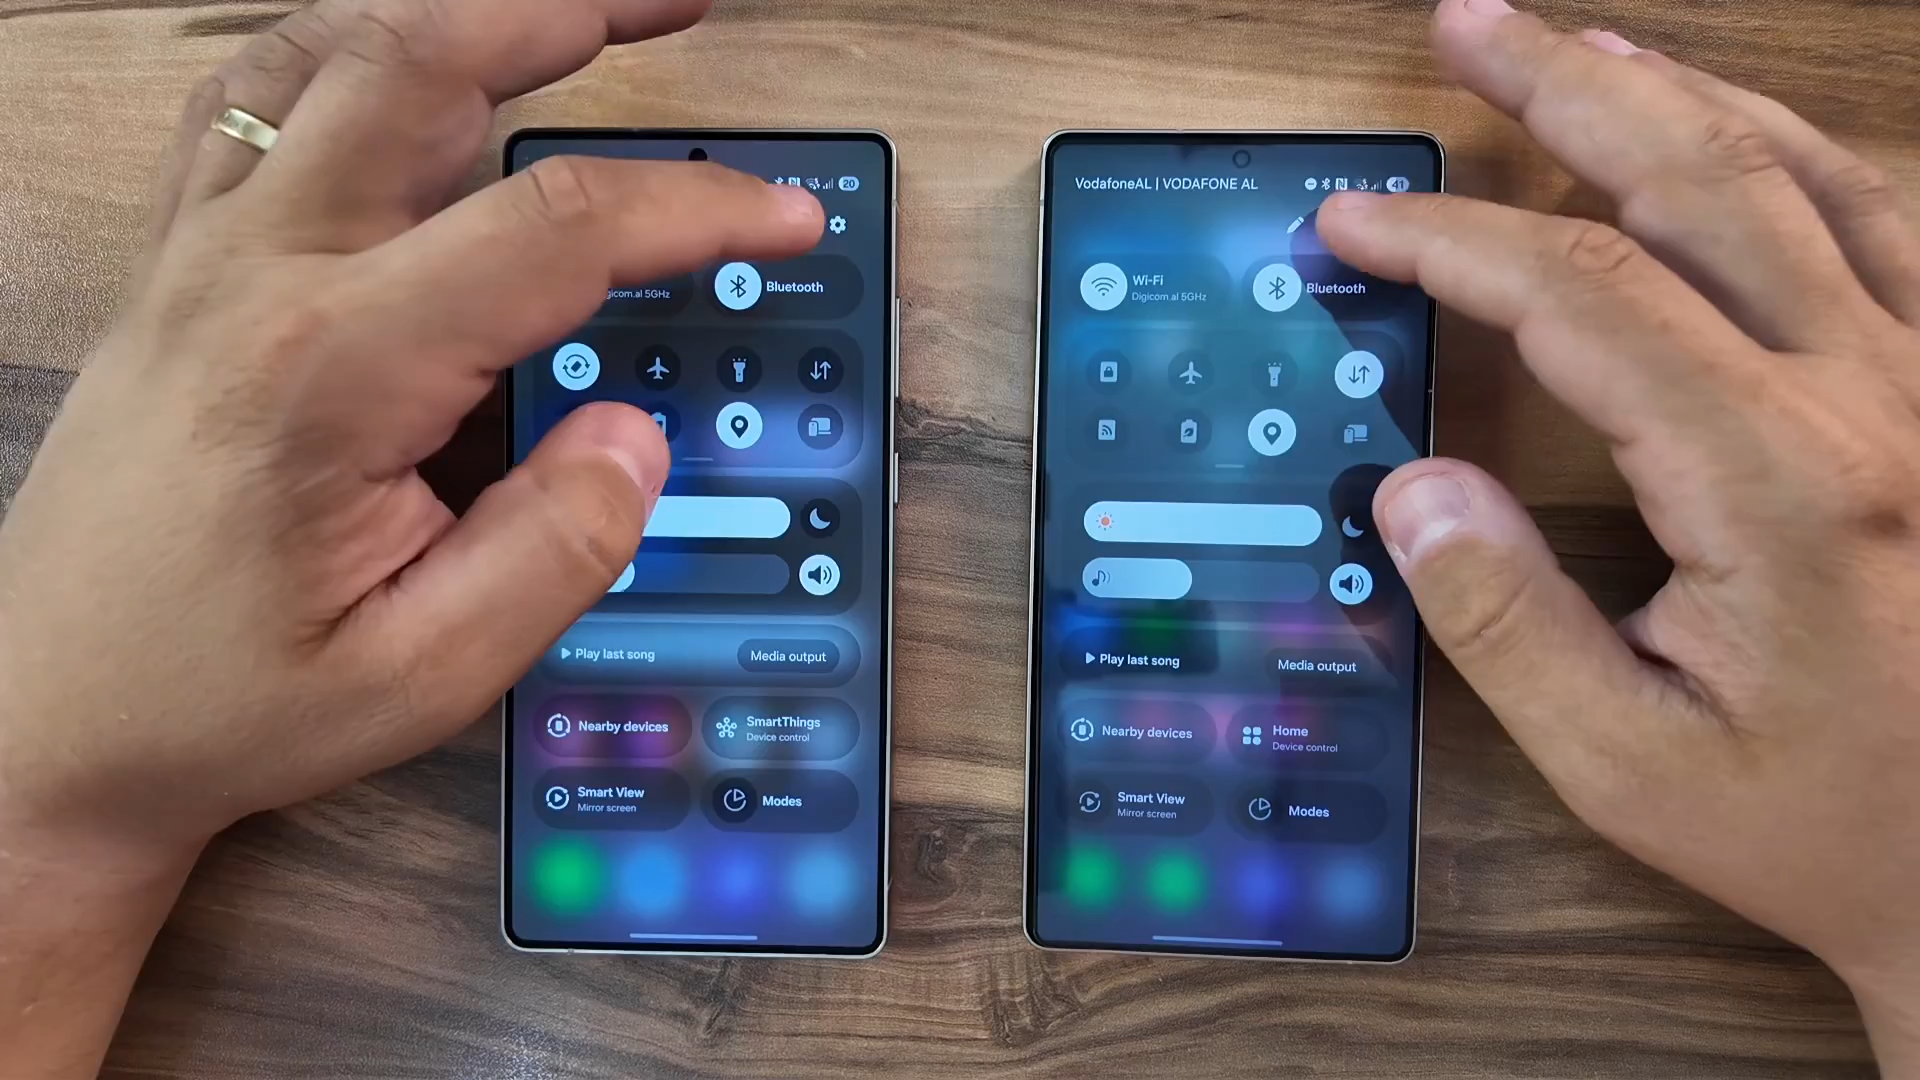 20
gicom.al 5GHz
Bluetooth
Play last song
Media output
Nearby devices
SmartThings
Device control
Smart View
Mirror screen
Modes
VodafoneAL | VODAFONE AL
41
Wi-Fi
Digicom.al 5GHz
Bluetooth
Play last song
Media output
Nearby devices
Home
Device control
Smart View
Mirror screen
Modes